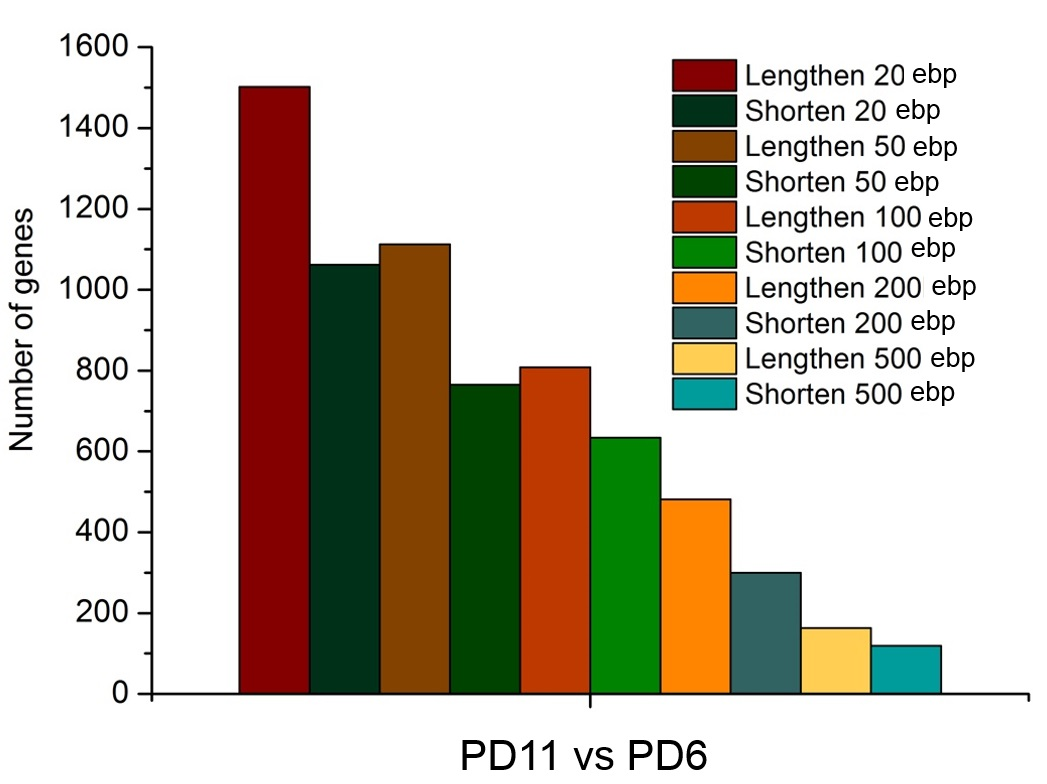 1600
1400
1200
1000
800
600
400
200
0
Number of genes
Lengthen 20 ebp
Shorten 20 ebp
Lengthen 50 ebp
Shorten 50 ebp
Lengthen 100 ebp
Shorten 100 ebp
Lengthen 200 ebp
Shorten 200 ebp
Lengthen 500 ebp
Shorten 500 ebp
PD11 vs PD6